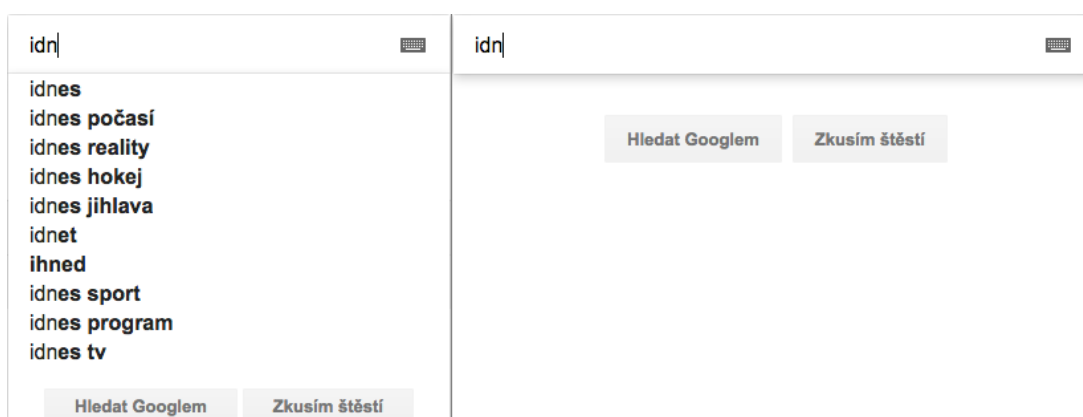 idn
idnes
idnes počasí
idnes reality
idnes hokej
idnes jihlava
idnet
ihned
idnes sport
idnes program
idnes tv
Hledat Googlem Zkusím štěstí
idn
Hledat Googlem Zkusím štěstí